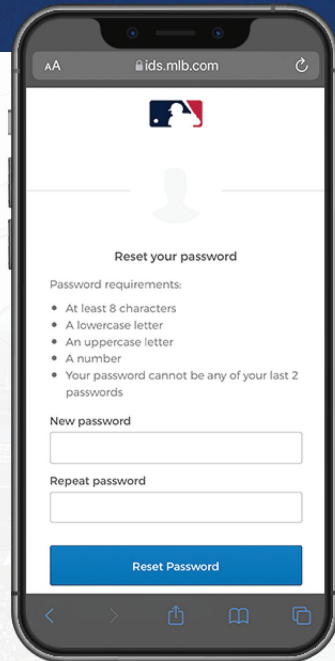 AA
ids.mlb.com
Reset your password
Password requirements:
At least 8 characters
A lowercase letter
An uppercase letter
A number
Your password cannot be any of your last 2
passwords
New password
Repeat password
Reset Password